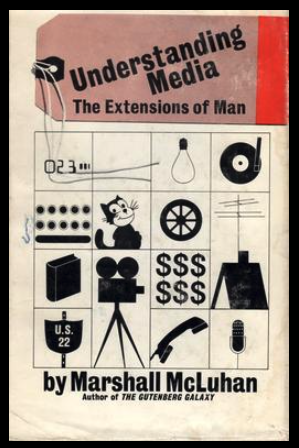 Understanding
Media
The Extensions of Man
023
$$$
$$$
U.S.
22
by Marshall McLuhan
Author of THE GUTENBERG GALAXY